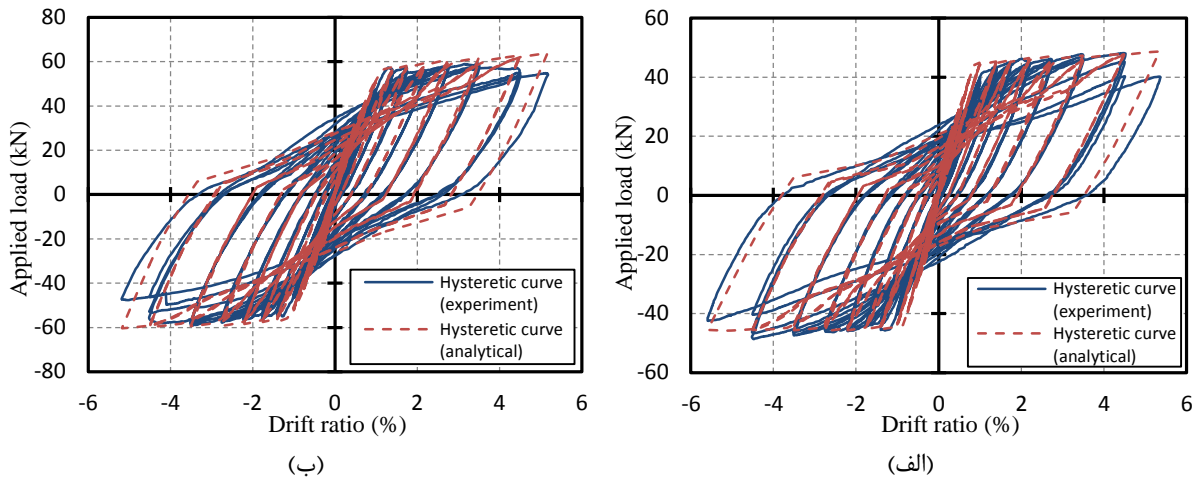 Applied load (kN)
80
60
40
20
0
-20
-40
-60
-80
-6
-4
-2
0
2
4
6
Drift ratio (%)
Hysteretic curve
(experiment)
Hysteretic curve
(analytical)
(ب)
Applied load (kN)
60
40
20
0
-20
-40
-60
-6
-4
-2
0
2
4
6
Drift ratio (%)
Hysteretic curve
(experiment)
Hysteretic curve
(analytical)
(الف)